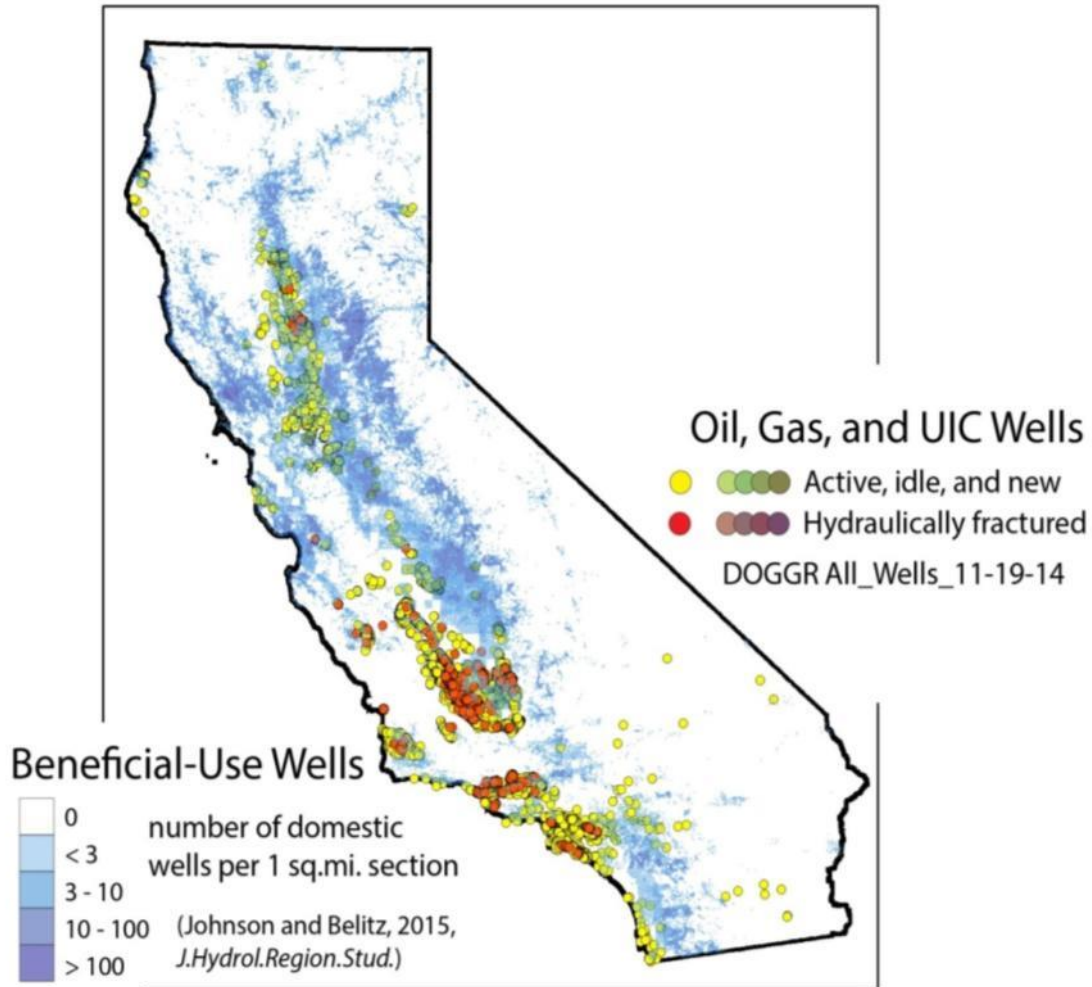 Oil, Gas, and UIC Wells
Active, idle, and new
Hydraulically fractured
DOGGR All_Wells_11-19-14
Beneficial-Use Wells
0
< 3
3 - 10
10 - 100
> 100
number of domestic
wells per 1 sq.mi. section
(Johnson and Belitz, 2015,
J.Hydrol.Region.Stud.)